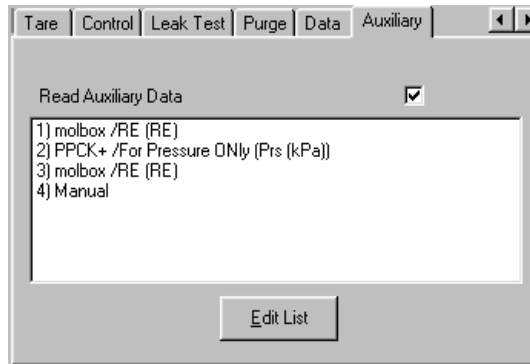 Tare Control Leak Test Purge Data Auxiliary
Read Auxiliary Data
1) molbox /RE (RE)
2) PPCK+ /For Pressure ONly (Prs (kPa))
3) molbox /RE (RE)
4) Manual
Edit List